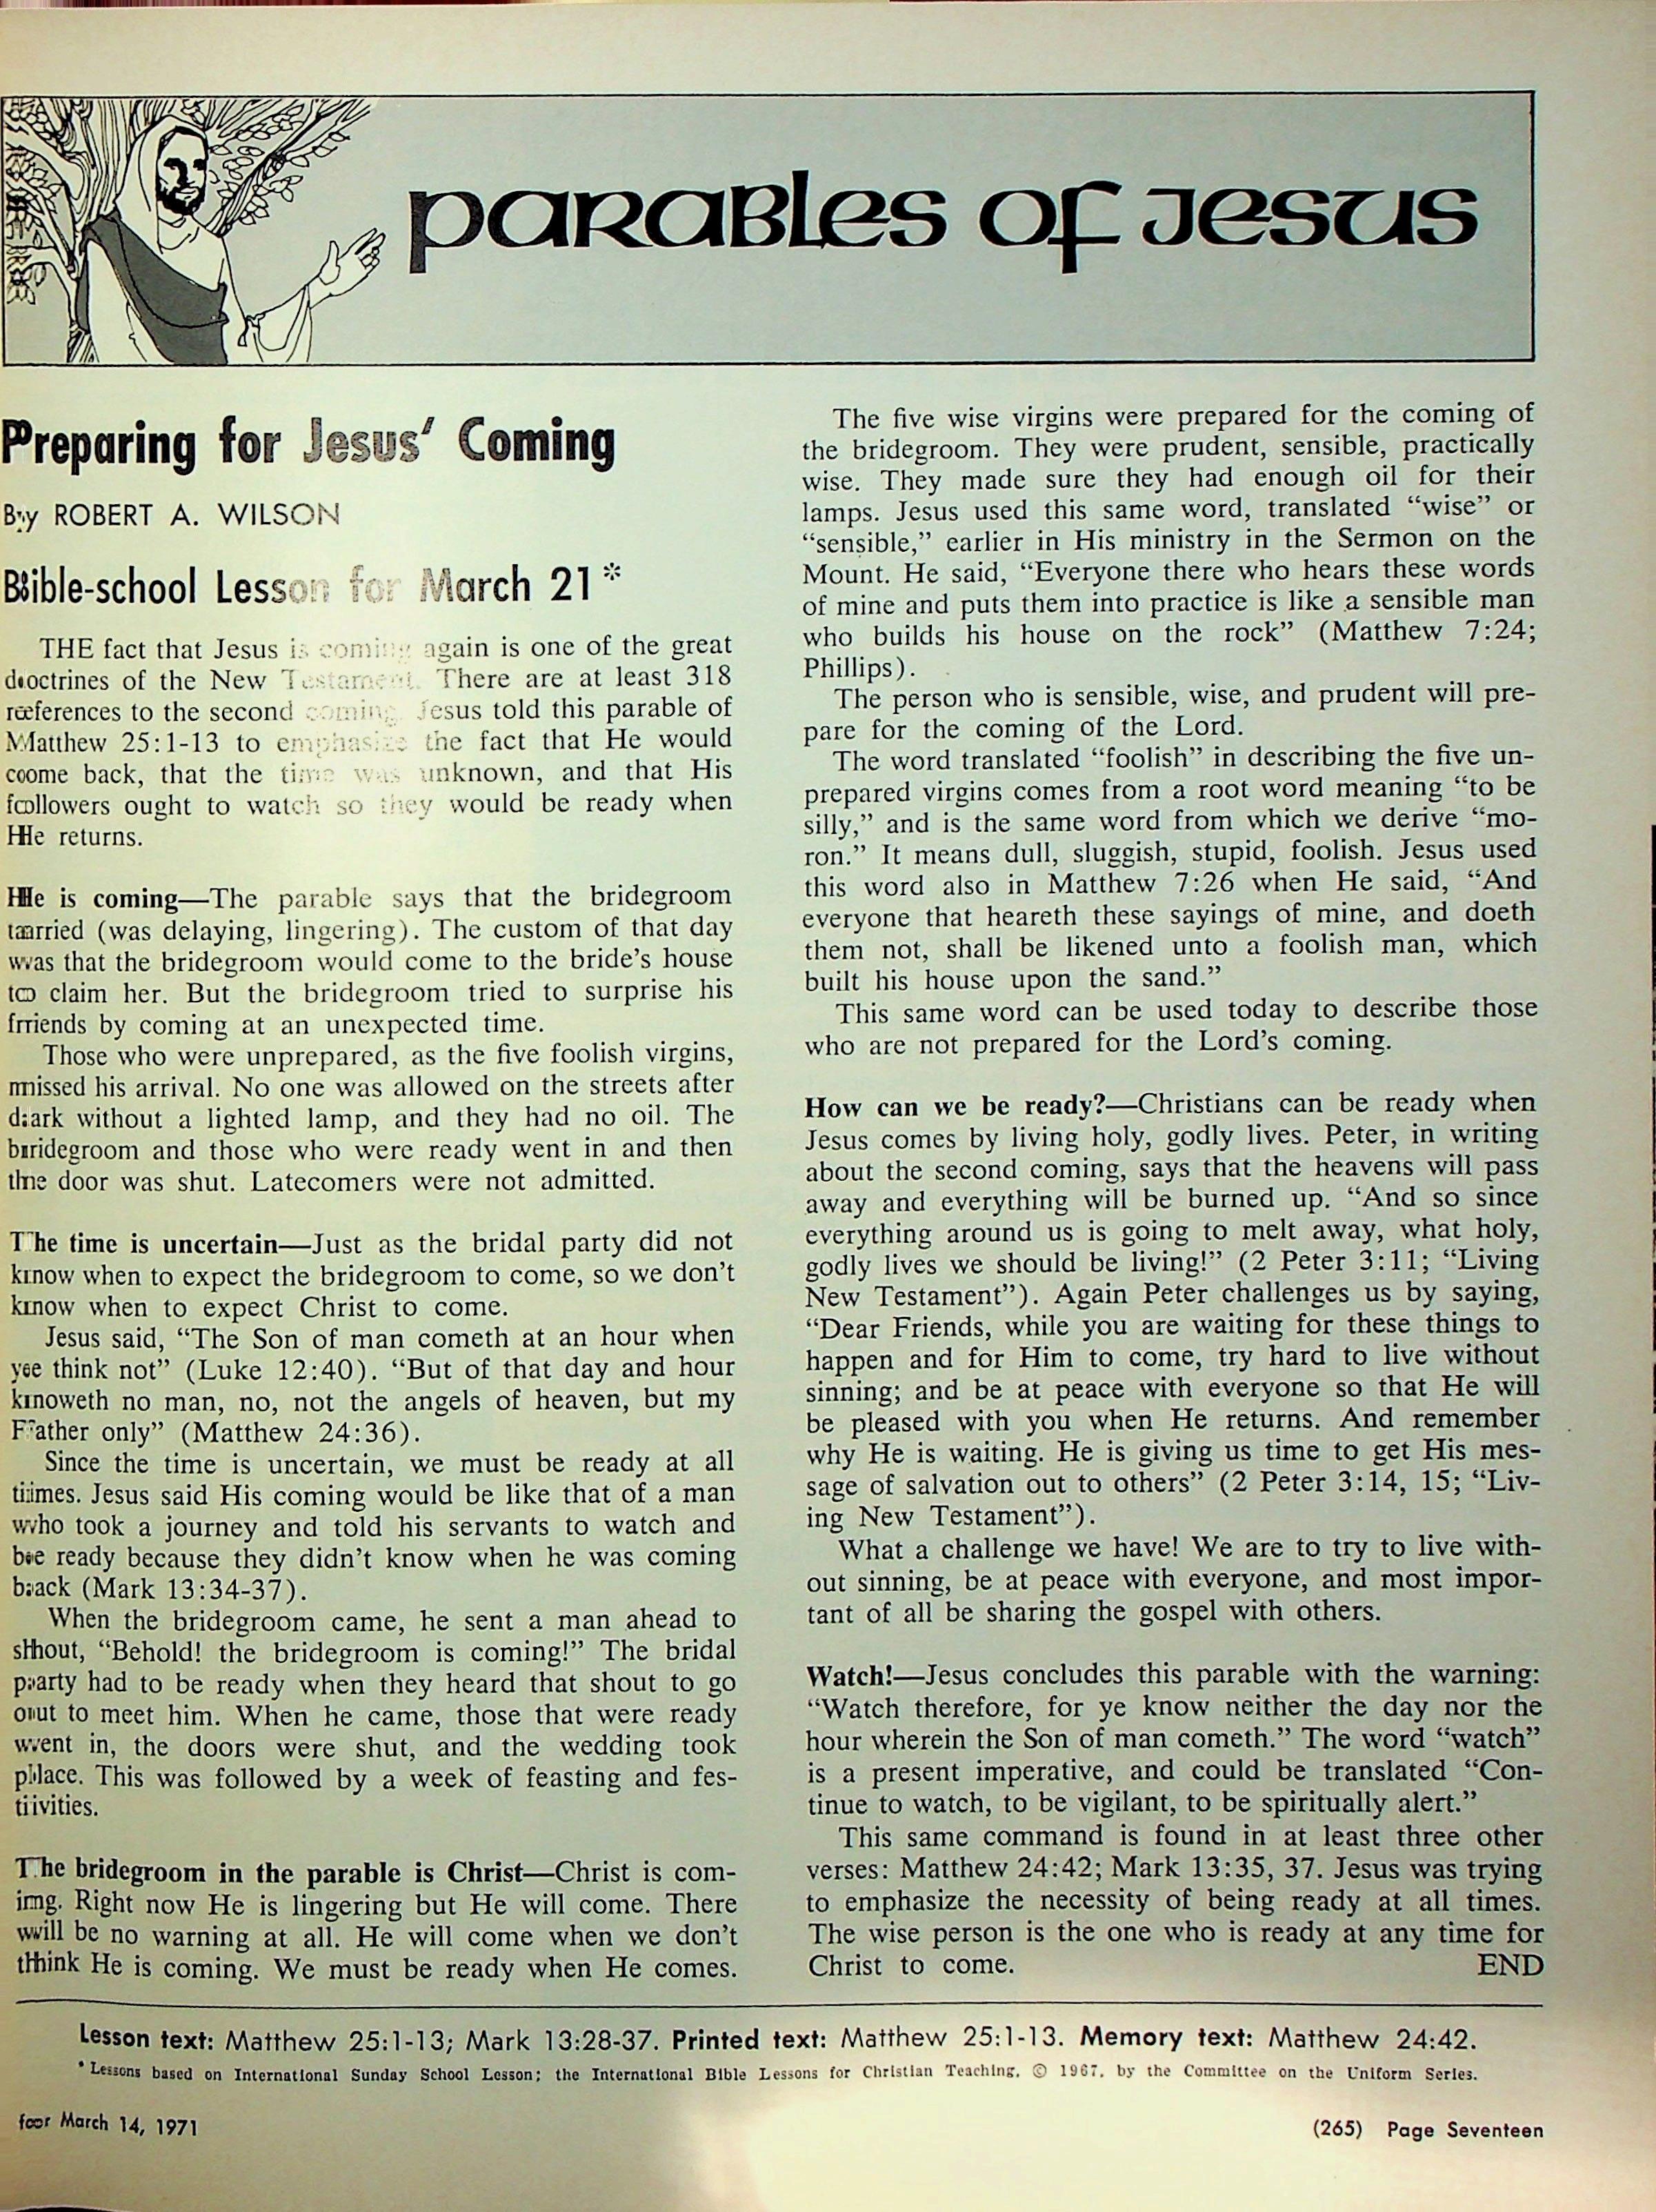 PARABLES OF JESUS
Preparing for Jesus' Coming
By ROBERT A. WILSON
Bible-school Lesson for March 21*
THE fact that Jesus is coming again is one of the great
doctrines of the New Testament. There are at least 318
references to the second coming. Jesus told this parable of
Matthew 25:1-13 to emphasize the fact that He would
come back, that the time was unknown, and that His
followers ought to watch so they would be ready when
He returns.
He is coming—The parable says that the bridegroom
tarried (was delaying, lingering). The custom of that day
was that the bridegroom would come to the bride's house
to claim her. But the bridegroom tried to surprise his
friends by coming at an unexpected time.
Those who were unprepared, as the five foolish virgins,
missed his arrival. No one was allowed on the streets after
dark without a lighted lamp, and they had no oil. The
bridegroom and those who were ready went in and then
the door was shut. Latecomers were not admitted.
The time is uncertain—Just as the bridal party did not
know when to expect the bridegroom to come, so we don't
know when to expect Christ to come.
Jesus said, “The Son of man cometh at an hour when
ye think not” (Luke 12:40). “But of that day and hour
knoweth no man, no, not the angels of heaven, but my
Father only” (Matthew 24:36).
Since the time is uncertain, we must be ready at all
times. Jesus said His coming would be like that of a man
who took a journey and told his servants to watch and
be ready because they didn't know when he was coming
back (Mark 13:34-37).
When the bridegroom came, he sent a man ahead to
shout, “Behold! the bridegroom is coming!” The bridal
party had to be ready when they heard that shout to go
out to meet him. When he came, those that were ready
went in, the doors were shut, and the wedding took
place. This was followed by a week of feasting and fes-
tivities.
The bridegroom in the parable is Christ—Christ is com-
ing. Right now He is lingering but He will come. There
will be no warning at all. He will come when we don't
think He is coming. We must be ready when He comes.
The five wise virgins were prepared for the coming of
the bridegroom. They were prudent, sensible, practically
wise. They made sure they had enough oil for their
lamps. Jesus used this same word, translated “wise” or
“sensible,” earlier in His ministry in the Sermon on the
Mount. He said, “Everyone there who hears these words
of mine and puts them into practice is like a sensible man
who builds his house on the rock” (Matthew 7:24;
Phillips).
The person who is sensible, wise, and prudent will pre-
pare for the coming of the Lord.
The word translated “foolish” in describing the five un-
prepared virgins comes from a root word meaning “to be
silly,” and is the same word from which we derive “mo-
ron.” It means dull, sluggish, stupid, foolish. Jesus used
this word also in Matthew 7:26 when He said, “And
everyone that heareth these sayings of mine, and doeth
them not, shall be likened unto a foolish man, which
built his house upon the sand.”
This same word can be used today to describe those
who are not prepared for the Lord's coming.
How can we be ready?—Christians can be ready when
Jesus comes by living holy, godly lives. Peter, in writing
about the second coming, says that the heavens will pass
away and everything will be burned up. “And so since
everything around us is going to melt away, what holy,
godly lives we should be living!” (2 Peter 3:11; “Living
New Testament”). Again Peter challenges us by saying,
“Dear Friends, while you are waiting for these things to
happen and for Him to come, try hard to live without
sinning; and be at peace with everyone so that He will
be pleased with you when He returns. And remember
why He is waiting. He is giving us time to get His mes-
sage of salvation out to others” (2 Peter 3:14, 15; “Liv-
ing New Testament”).
What a challenge we have! We are to try to live with-
out sinning, be at peace with everyone, and most impor-
tant of all be sharing the gospel with others.
Watch!—Jesus concludes this parable with the warning:
“Watch therefore, for ye know neither the day nor the
hour wherein the Son of man cometh.” The word “watch”
is a present imperative, and could be translated “Con-
tinue to watch, to be vigilant, to be spiritually alert.”
This same command is found in at least three other
verses: Matthew 24:42; Mark 13:35, 37. Jesus was trying
to emphasize the necessity of being ready at all times.
The wise person is the one who is ready at any time for
Christ to come. END
Lesson text: Matthew 25:1-13; Mark 13:28-37. Printed text: Matthew 25:1-13. Memory text: Matthew 24:42.
* Lessons based on International Sunday School Lesson; the International Bible Lessons for Christian Teaching, © 1967, by the Committee on the Uniform Series.
for March 14, 1971
(265) Page Seventeen